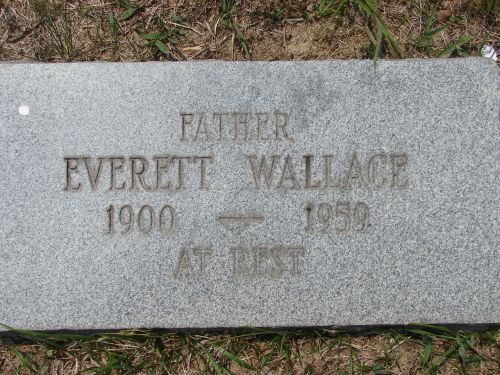 FATHER
EVERETT WALLACE
1900 — 1959
AT REST